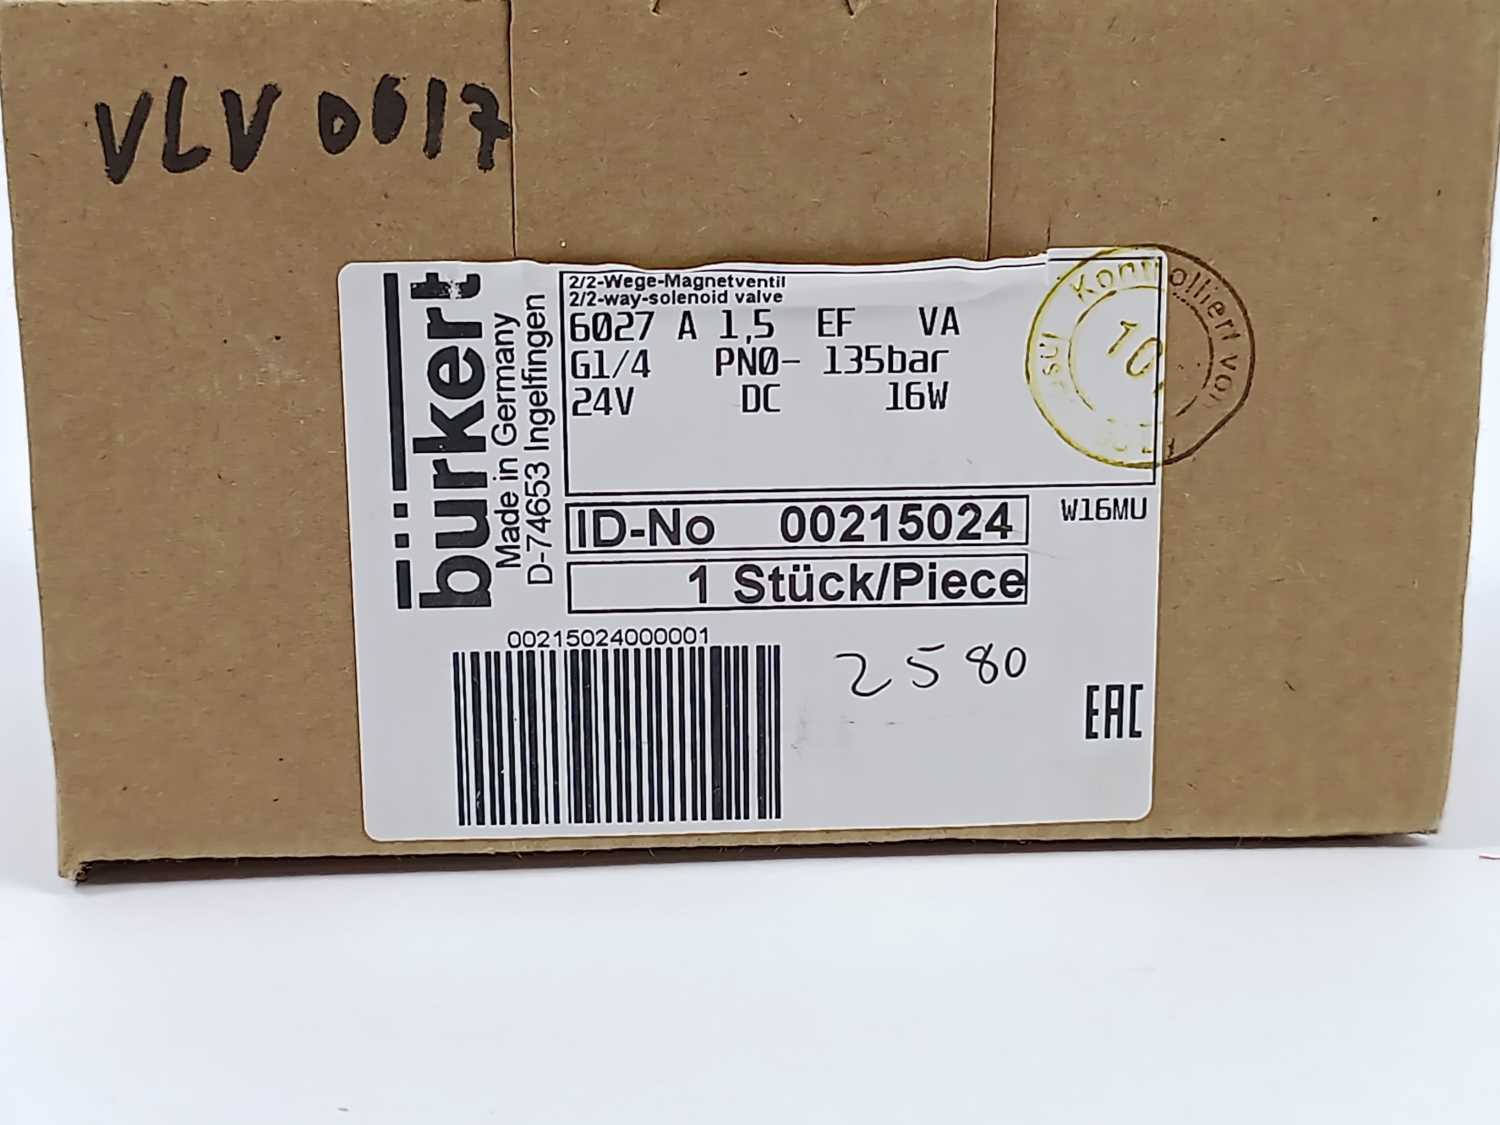 VLV 0017
bürkert
Made in Germany
D-74653 Ingelfingen
2/2-Wege-Magnetventil
2/2-way-solenoid valve
6027 A 1,5 EF VA
G1/4 PN0- 135bar
24V DC 16W
Kontrolliert von
ID-No 00215024
W16MU
1 Stück/Piece
00215024000001
2580
EAC